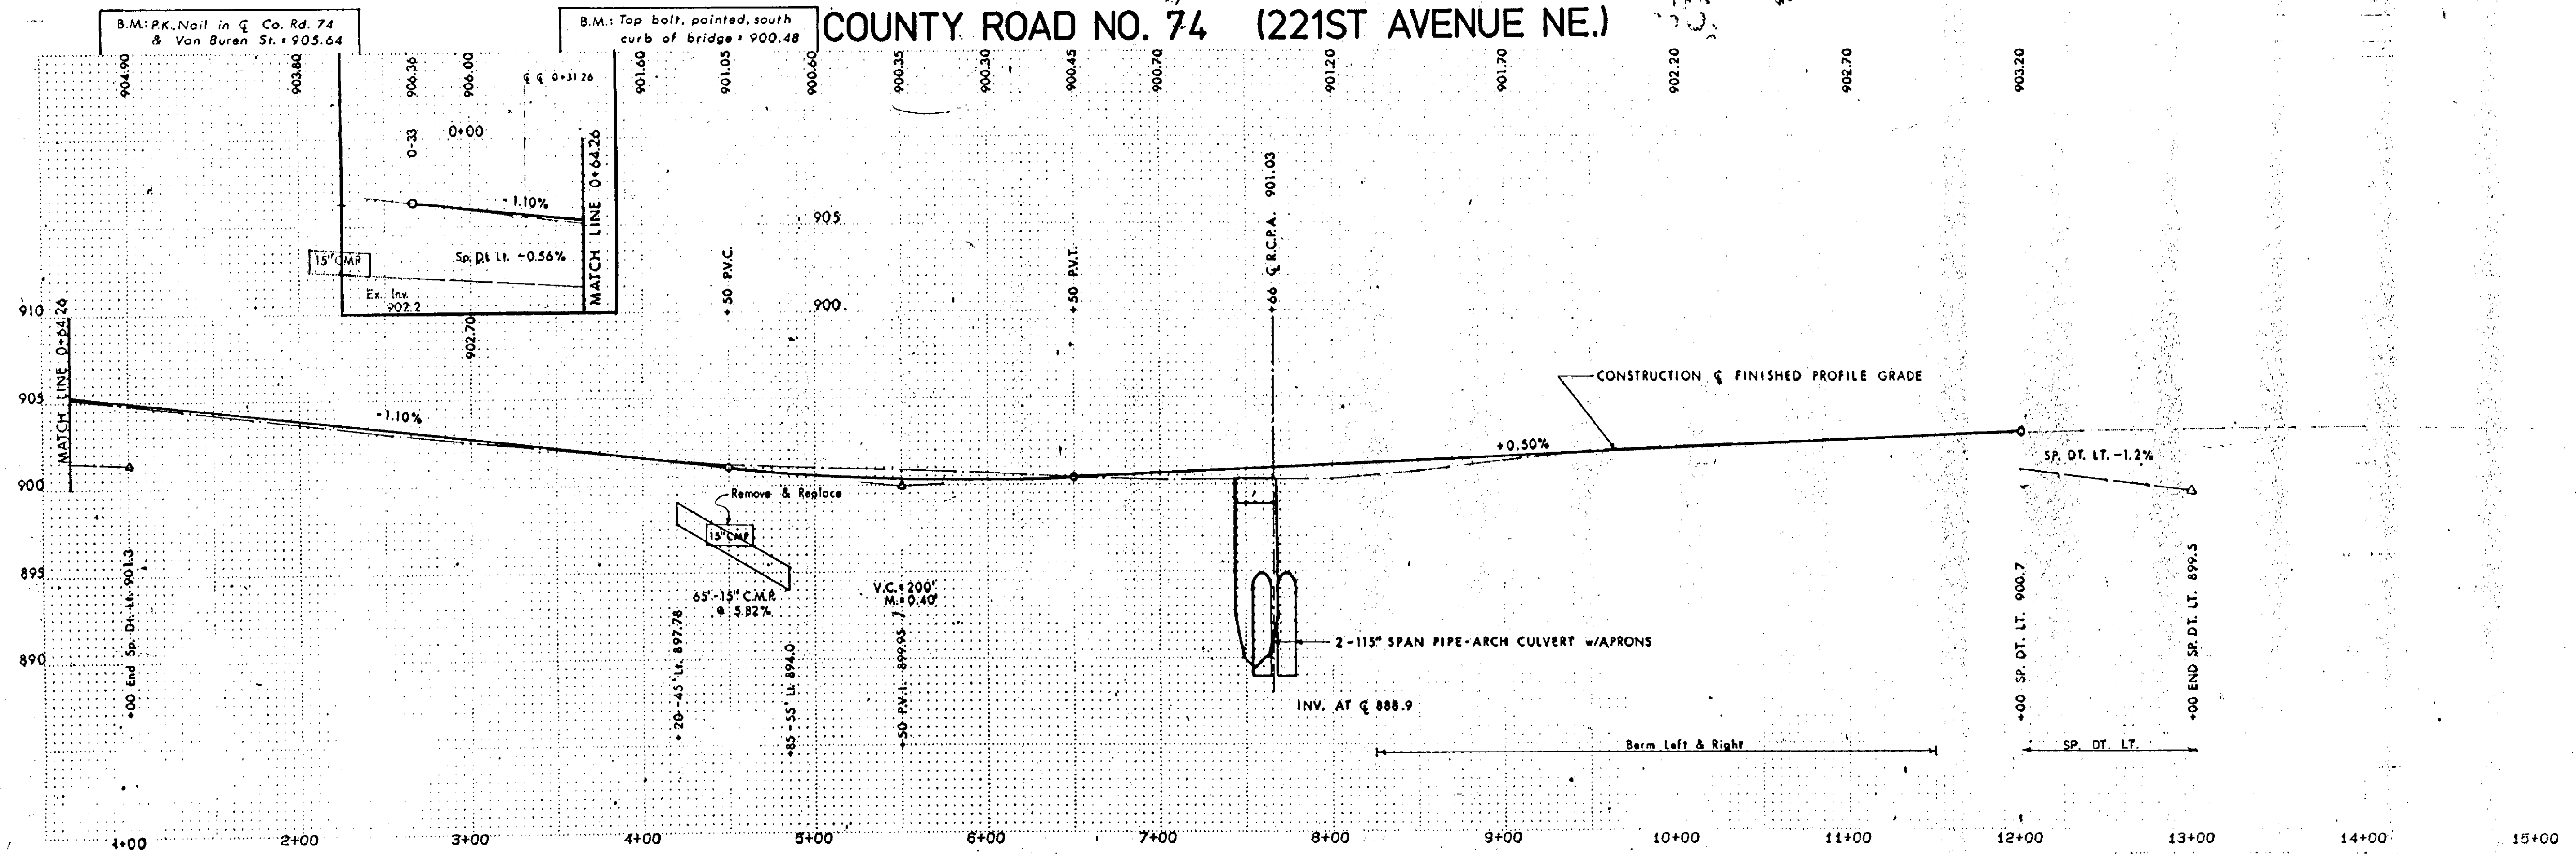 COUNTY ROAD NO. 74 (221ST AVENUE NE.)
B.M.: P.K. Nail in ℄ Co. Rd. 74
& Van Buren St. = 905.64
B.M.: Top bolt, painted, south
curb of bridge = 900.48
904.90
903.80
906.36
906.00
901.60
901.05
900.60
900.35
900.30
900.45
900.70
901.20
901.70
902.20
902.70
903.20
℄ ℄ 0+31.26
0-33
0+00
MATCH LINE 0+64.26
-1.10%
Sp. Dt. Lt. -0.56%
15" C.M.P.
Ex. Inv.
902.2
902.70
905
900
+50 P.V.C.
+50 P.V.T.
+66 ℄ R.C.P.A. 901.03
910
905
900
895
890
MATCH LINE 0+64.26
-1.10%
+0.50%
CONSTRUCTION ℄ FINISHED PROFILE GRADE
SP. DT. LT. -1.2%
Remove & Replace
15" CMP
65'-15" C.M.P.
@ 5.82%
V.C. = 200'
M. = 0.40'
+00 End Sp. Dt. Lt. 901.3
+20-45' Lt. 897.78
+85-55' Lt. 894.0
+50 P.V.I. 899.95
2-115" SPAN PIPE-ARCH CULVERT w/APRONS
INV. AT ℄ 888.9
+00 SP. DT. LT. 900.7
+00 END SP. DT. LT. 899.5
Berm Left & Right
SP. DT. LT.
1+00
2+00
3+00
4+00
5+00
6+00
7+00
8+00
9+00
10+00
11+00
12+00
13+00
14+00
15+00